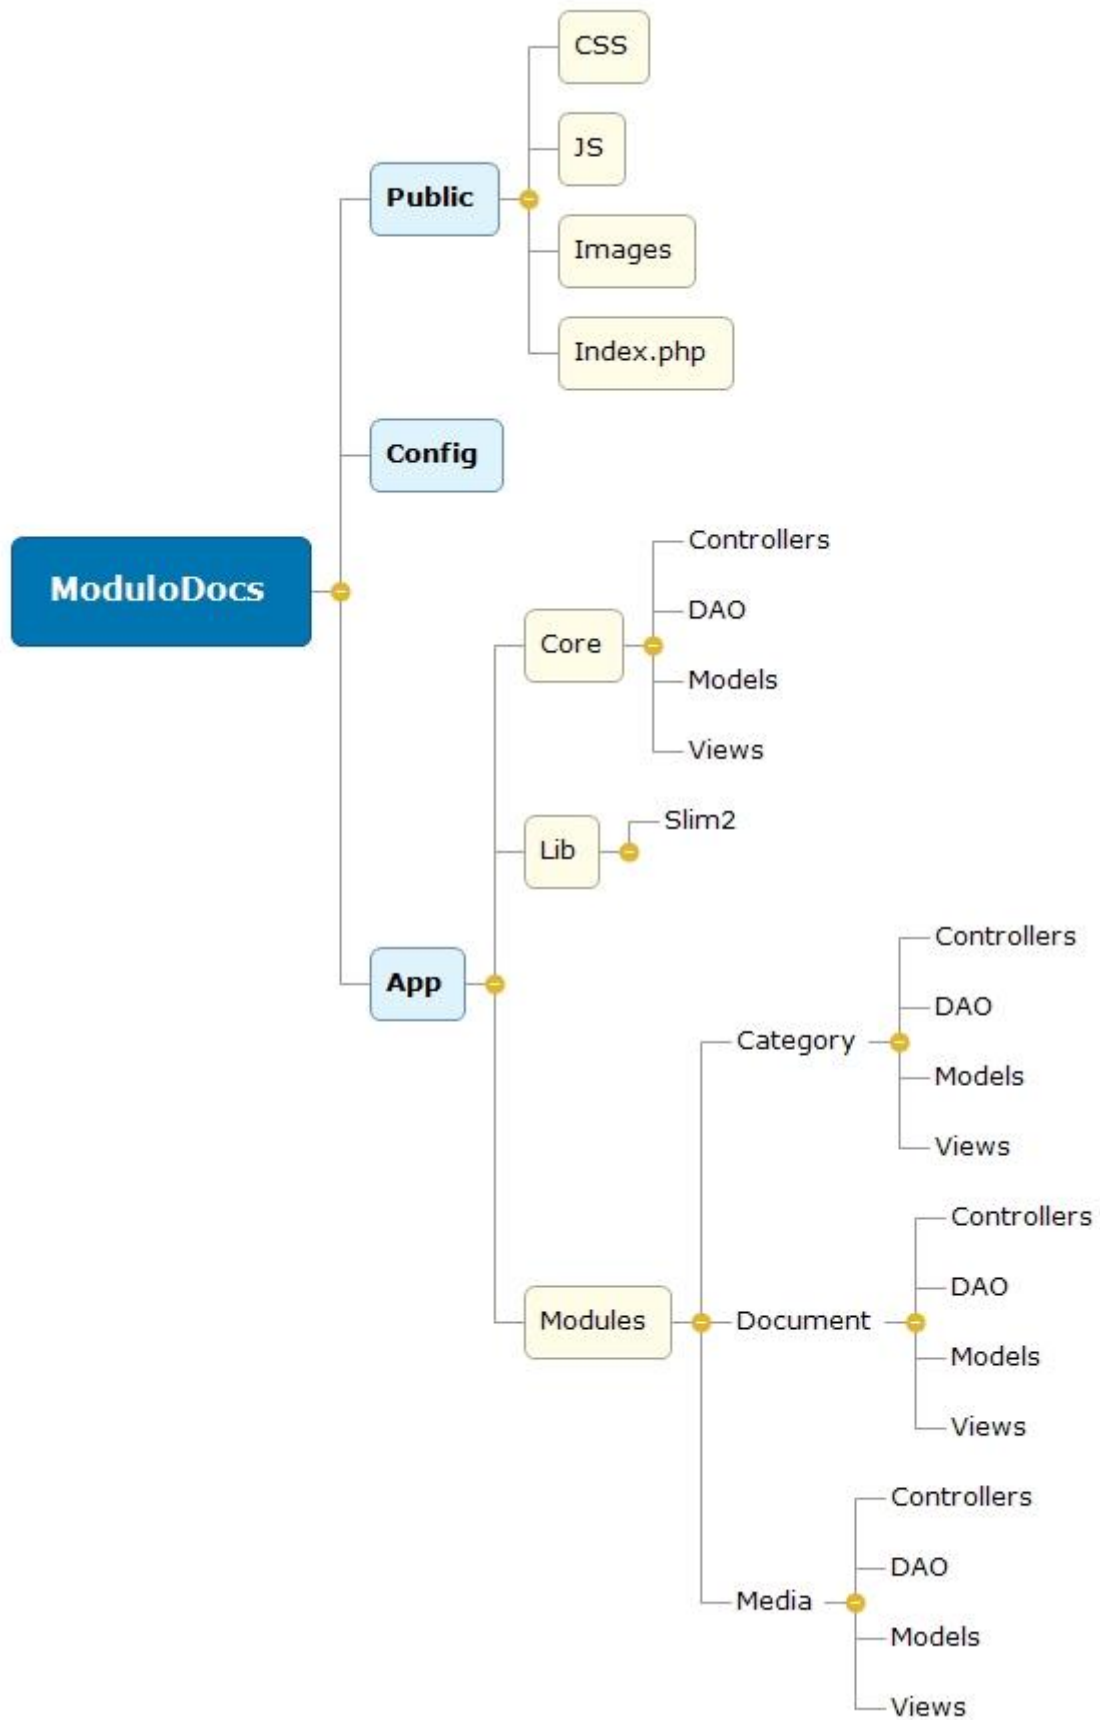 ModuloDocs
Public
CSS
JS
Images
Index.php
Config
App
Core
Controllers
DAO
Models
Views
Lib
Slim2
Modules
Category
Controllers
DAO
Models
Views
Document
Controllers
DAO
Models
Views
Media
Controllers
DAO
Models
Views